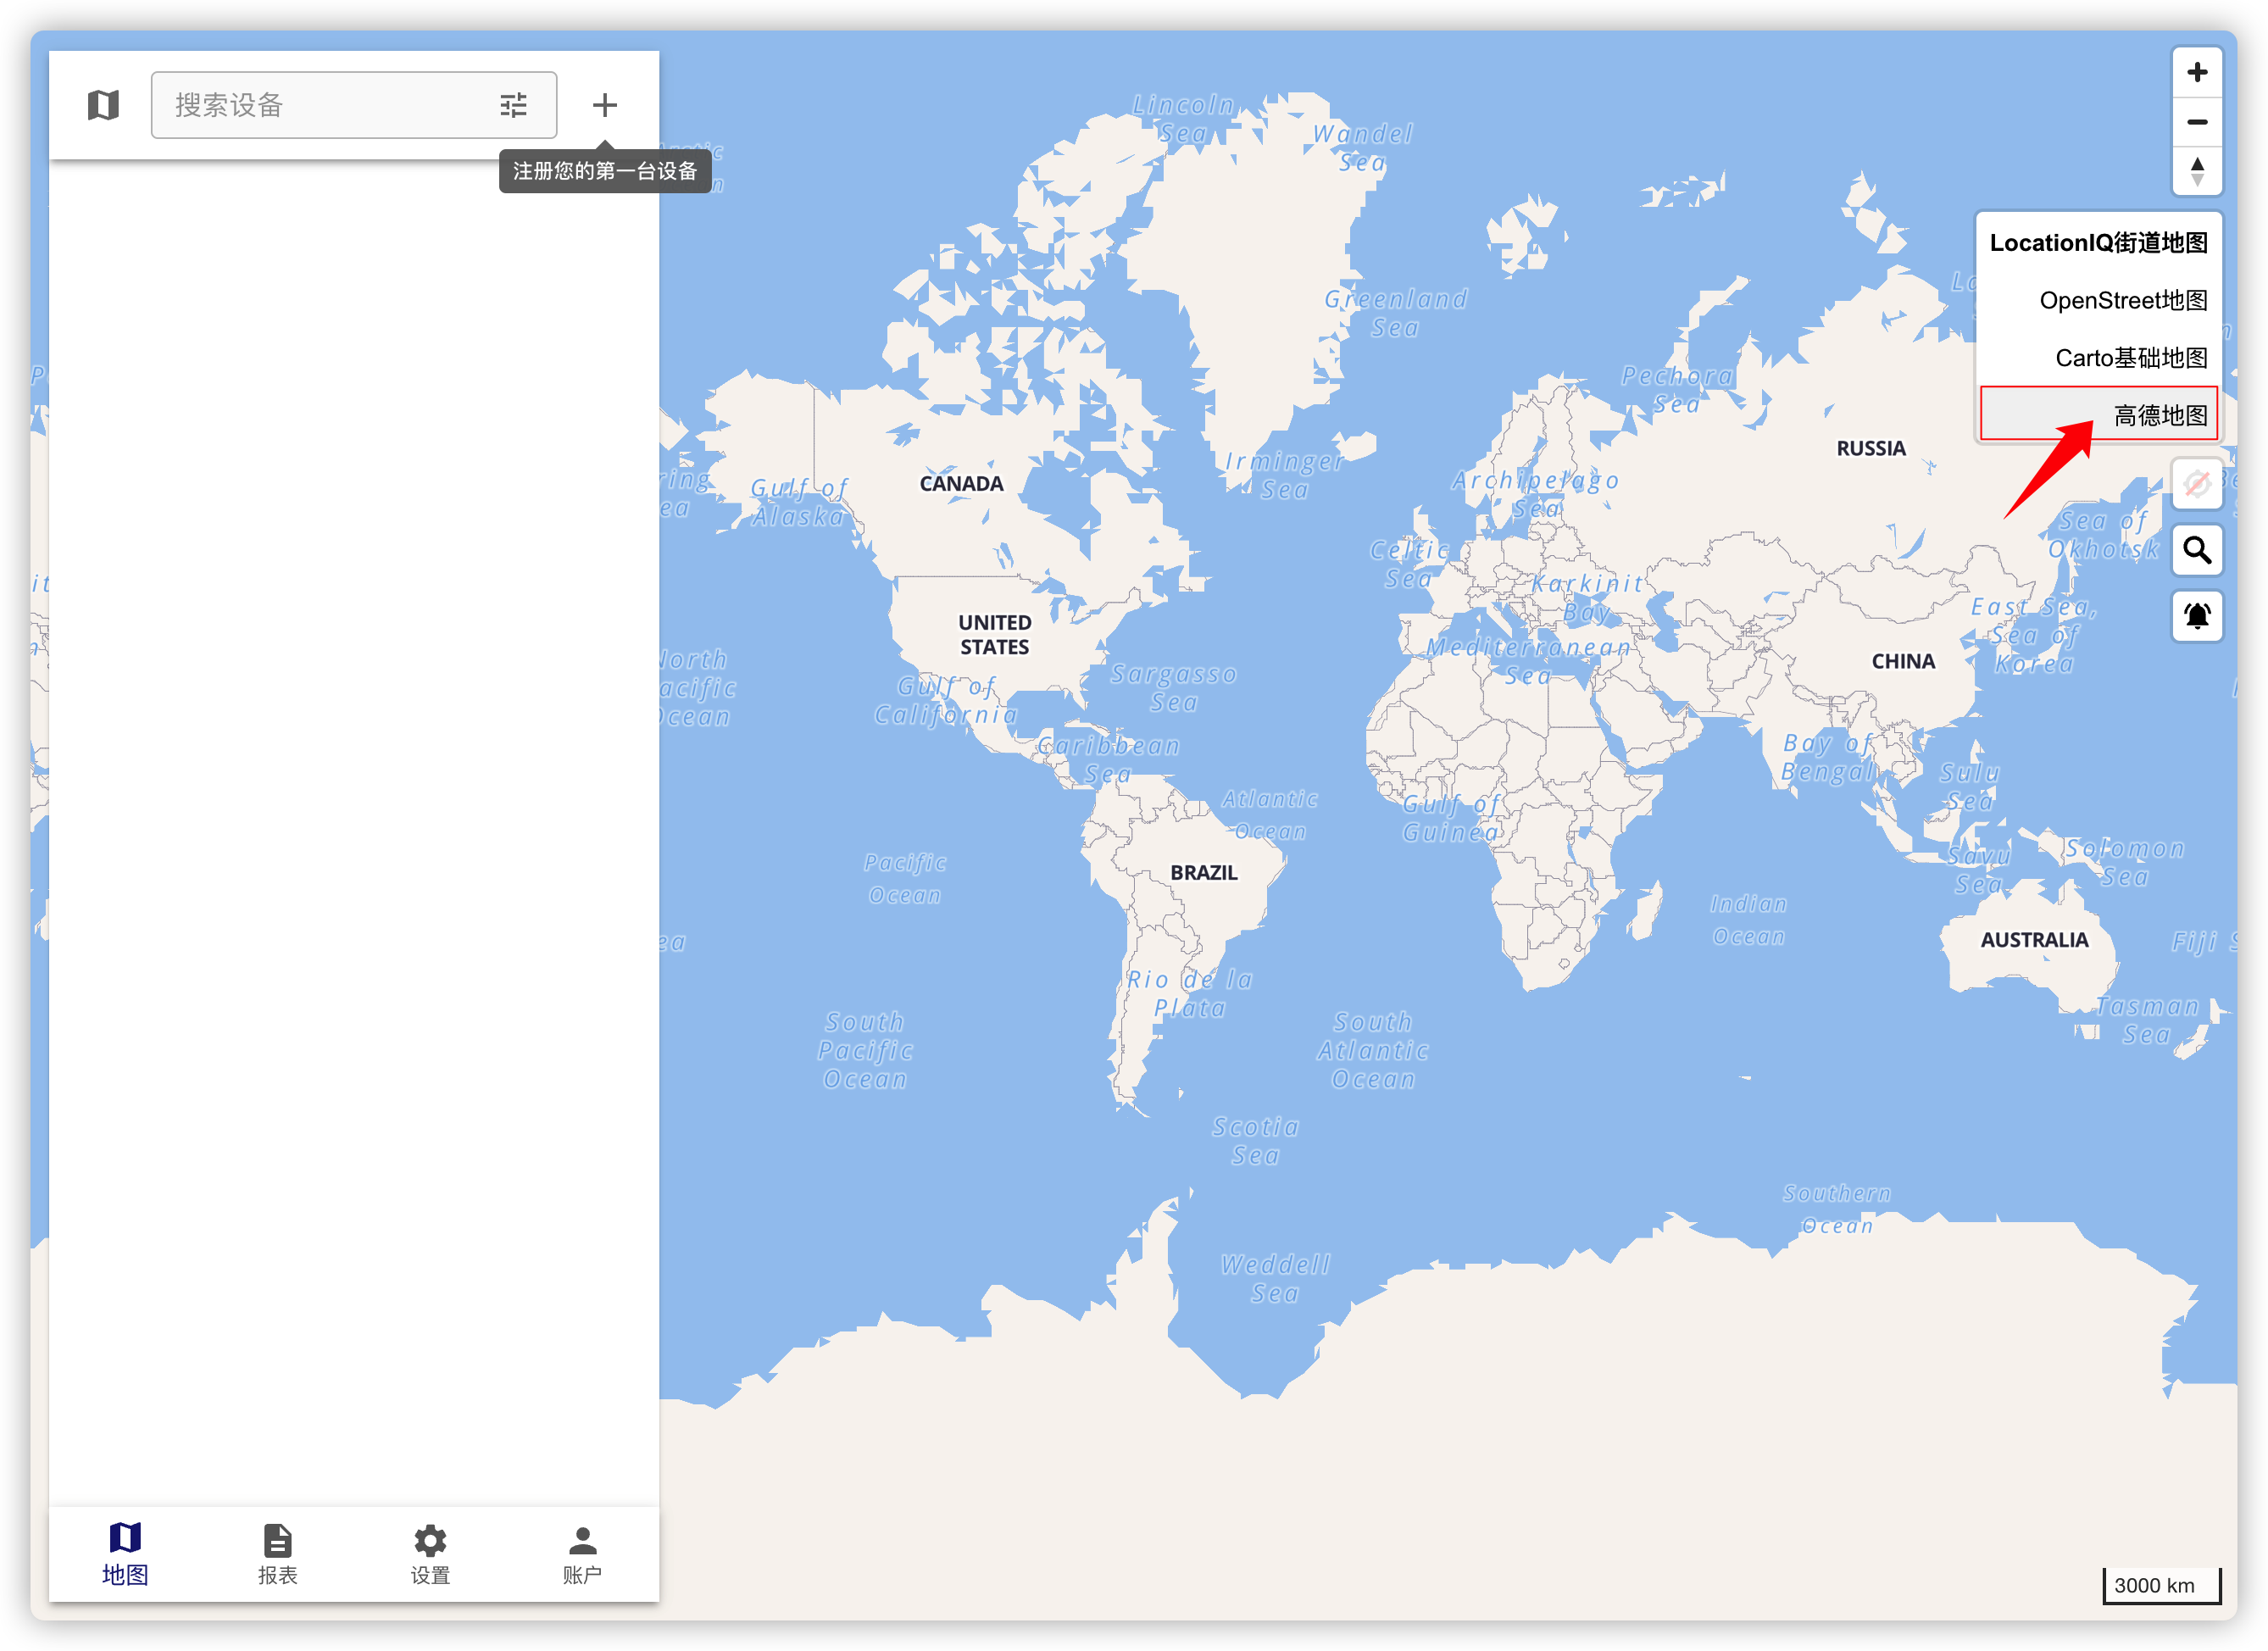 搜索设备
注册您的第一台设备
地图
报表
设置
账户
LocationIQ街道地图
OpenStreet地图
Carto基础地图
高德地图
Lincoln
Sea
Wandel
Sea
Greenland
Sea
Pechora
Sea
RUSSIA
CANADA
Gulf of
Alaska
Irminger
Sea
Archipelago
Sea
Sea of
Okhotsk
Celtic
Sea
Karkinit
Bay
East Sea,
Sea of
Korea
UNITED
STATES
Mediterranean
Sea
CHINA
North
Pacific
Ocean
Gulf of
California
Sargasso
Sea
Caribbean
Sea
Bay of
Bengal
Sulu
Sea
Atlantic
Ocean
Gulf of
Guinea
Pacific
Ocean
BRAZIL
Savu
Sea
Solomon
Sea
Indian
Ocean
AUSTRALIA
Fiji
Rio de la
Plata
Tasman
Sea
South
Pacific
Ocean
South
Atlantic
Ocean
Scotia
Sea
Southern
Ocean
Weddell
Sea
3000 km